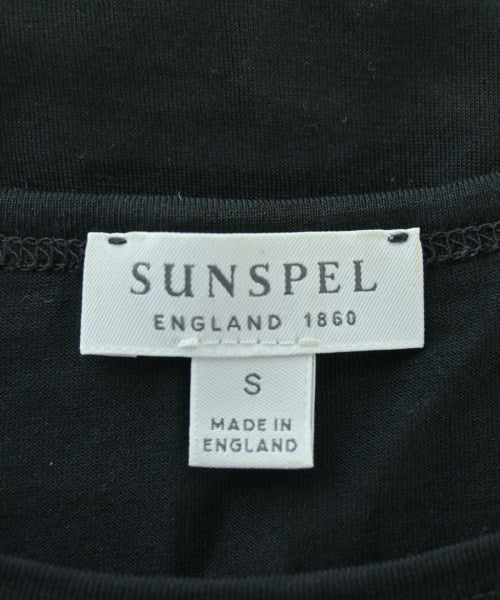 SUNSPEL
ENGLAND 1860
S
MADE IN
ENGLAND